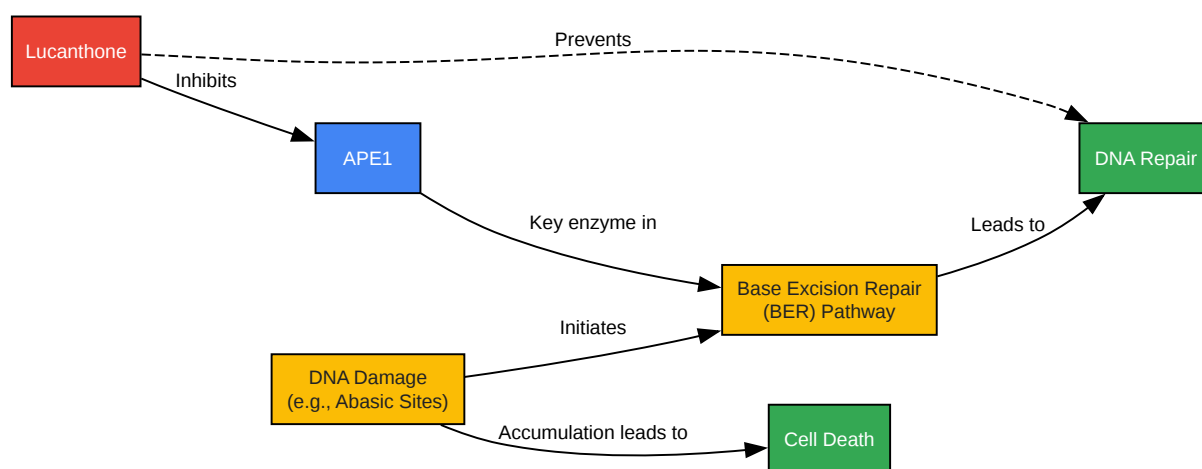 Lucanthone
Prevents
Inhibits
APE1
DNA Repair
Key enzyme in
Leads to
Base Excision Repair
(BER) Pathway
Initiates
DNA Damage
(e.g., Abasic Sites)
Accumulation leads to
Cell Death